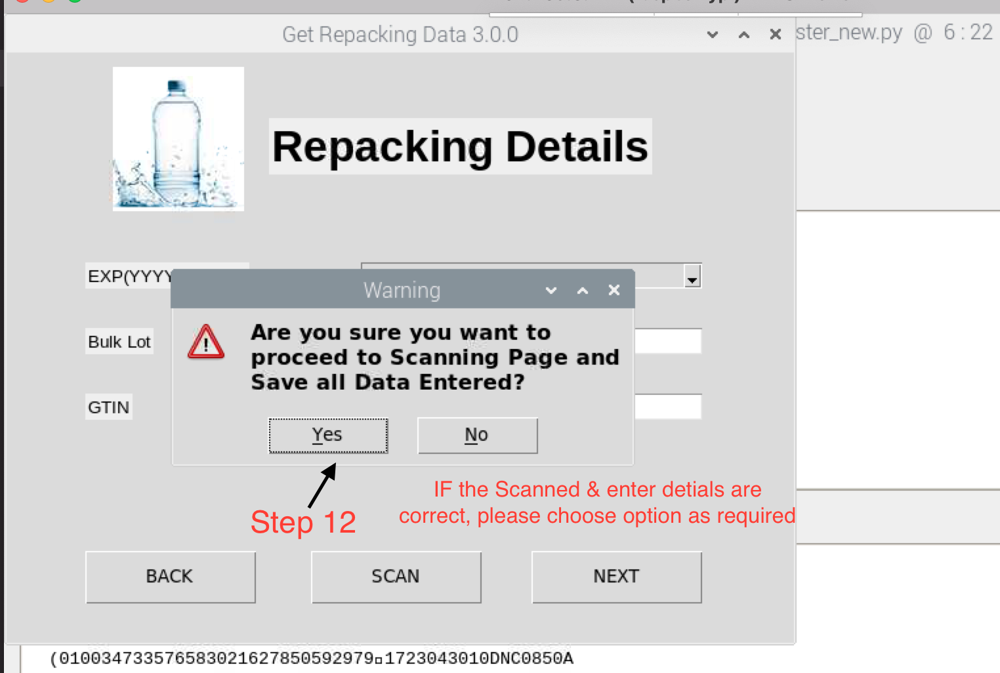 Get Repacking Data 3.0.0
ster_new.py @ 6 : 22
Repacking Details
EXP(YYYY
Warning
Are you sure you want to
proceed to Scanning Page and
Save all Data Entered?
Bulk Lot
GTIN
Yes
No
IF the Scanned & enter detials are
correct, please choose option as required
Step 12
BACK
SCAN
NEXT
(010034733576583021627850592979▯1723043010DNC0850A